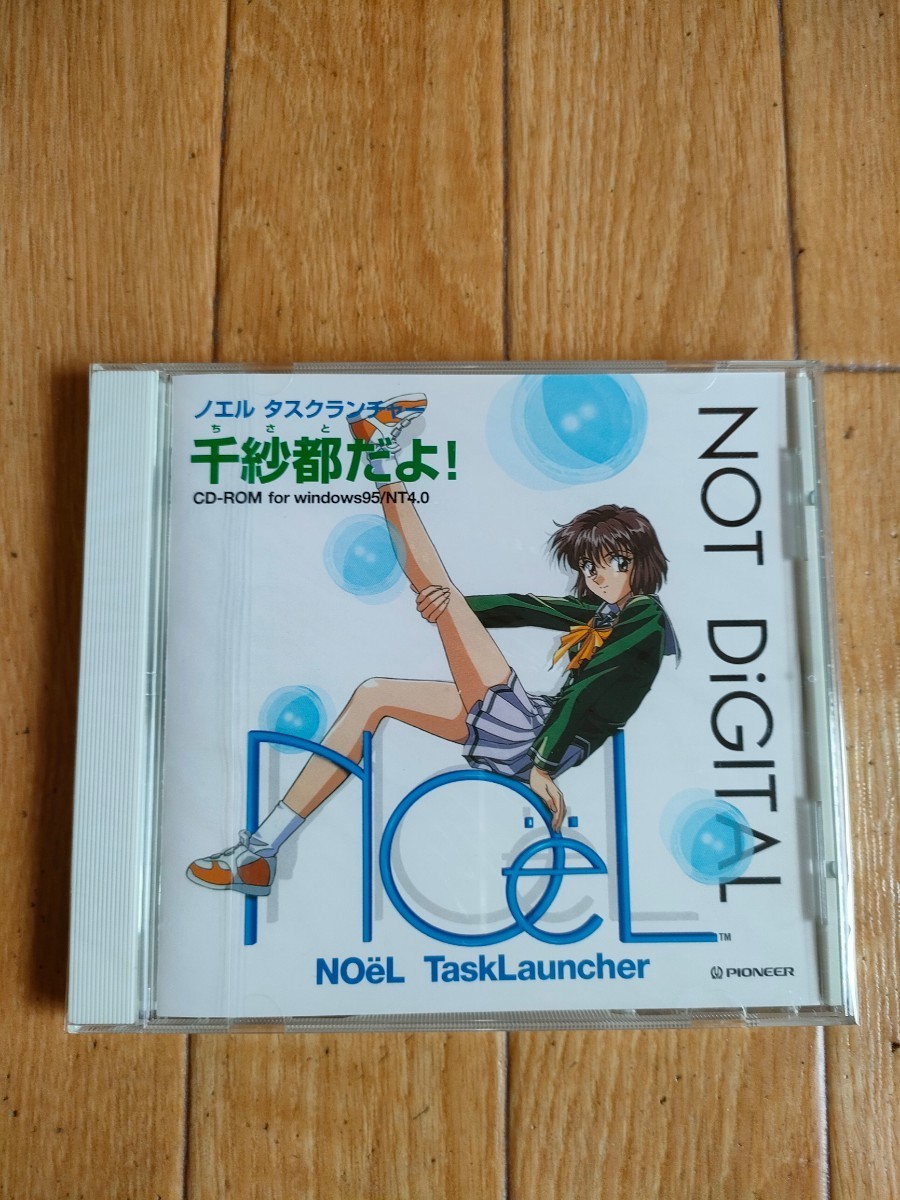 ノエル タスクランチャー
ちさと
千紗都だよ!
CD-ROM for windows95/NT4.0
NOT DiGITAL
NOëL
TM
NOëL TaskLauncher
PIONEER